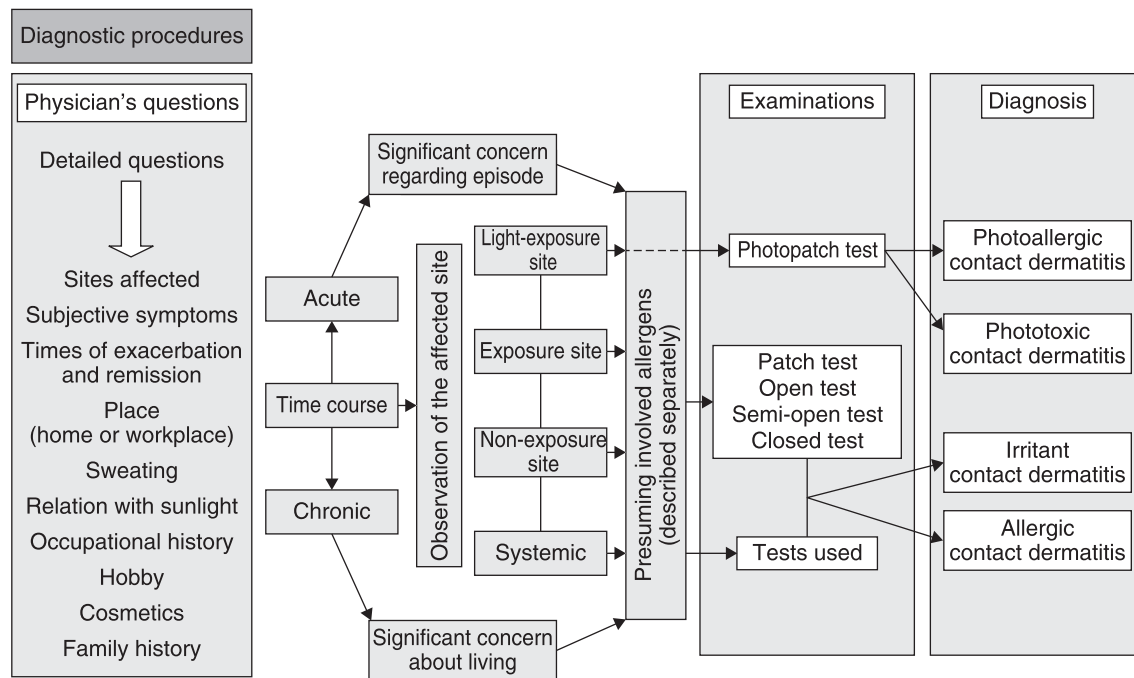 Diagnostic procedures
Physician’s questions
Detailed questions
Sites affected
Subjective symptoms
Times of exacerbation
and remission
Place
(home or workplace)
Sweating
Relation with sunlight
Occupational history
Hobby
Cosmetics
Family history
Significant concern
regarding episode
Acute
Time course
Chronic
Significant concern
about living
Observation of the affected site
Light-exposure
site
Exposure site
Non-exposure
site
Systemic
Presuming involved allergens
(described separately)
Examinations
Photopatch test
Patch test
Open test
Semi-open test
Closed test
Tests used
Diagnosis
Photoallergic
contact dermatitis
Phototoxic
contact dermatitis
Irritant
contact dermatitis
Allergic
contact dermatitis